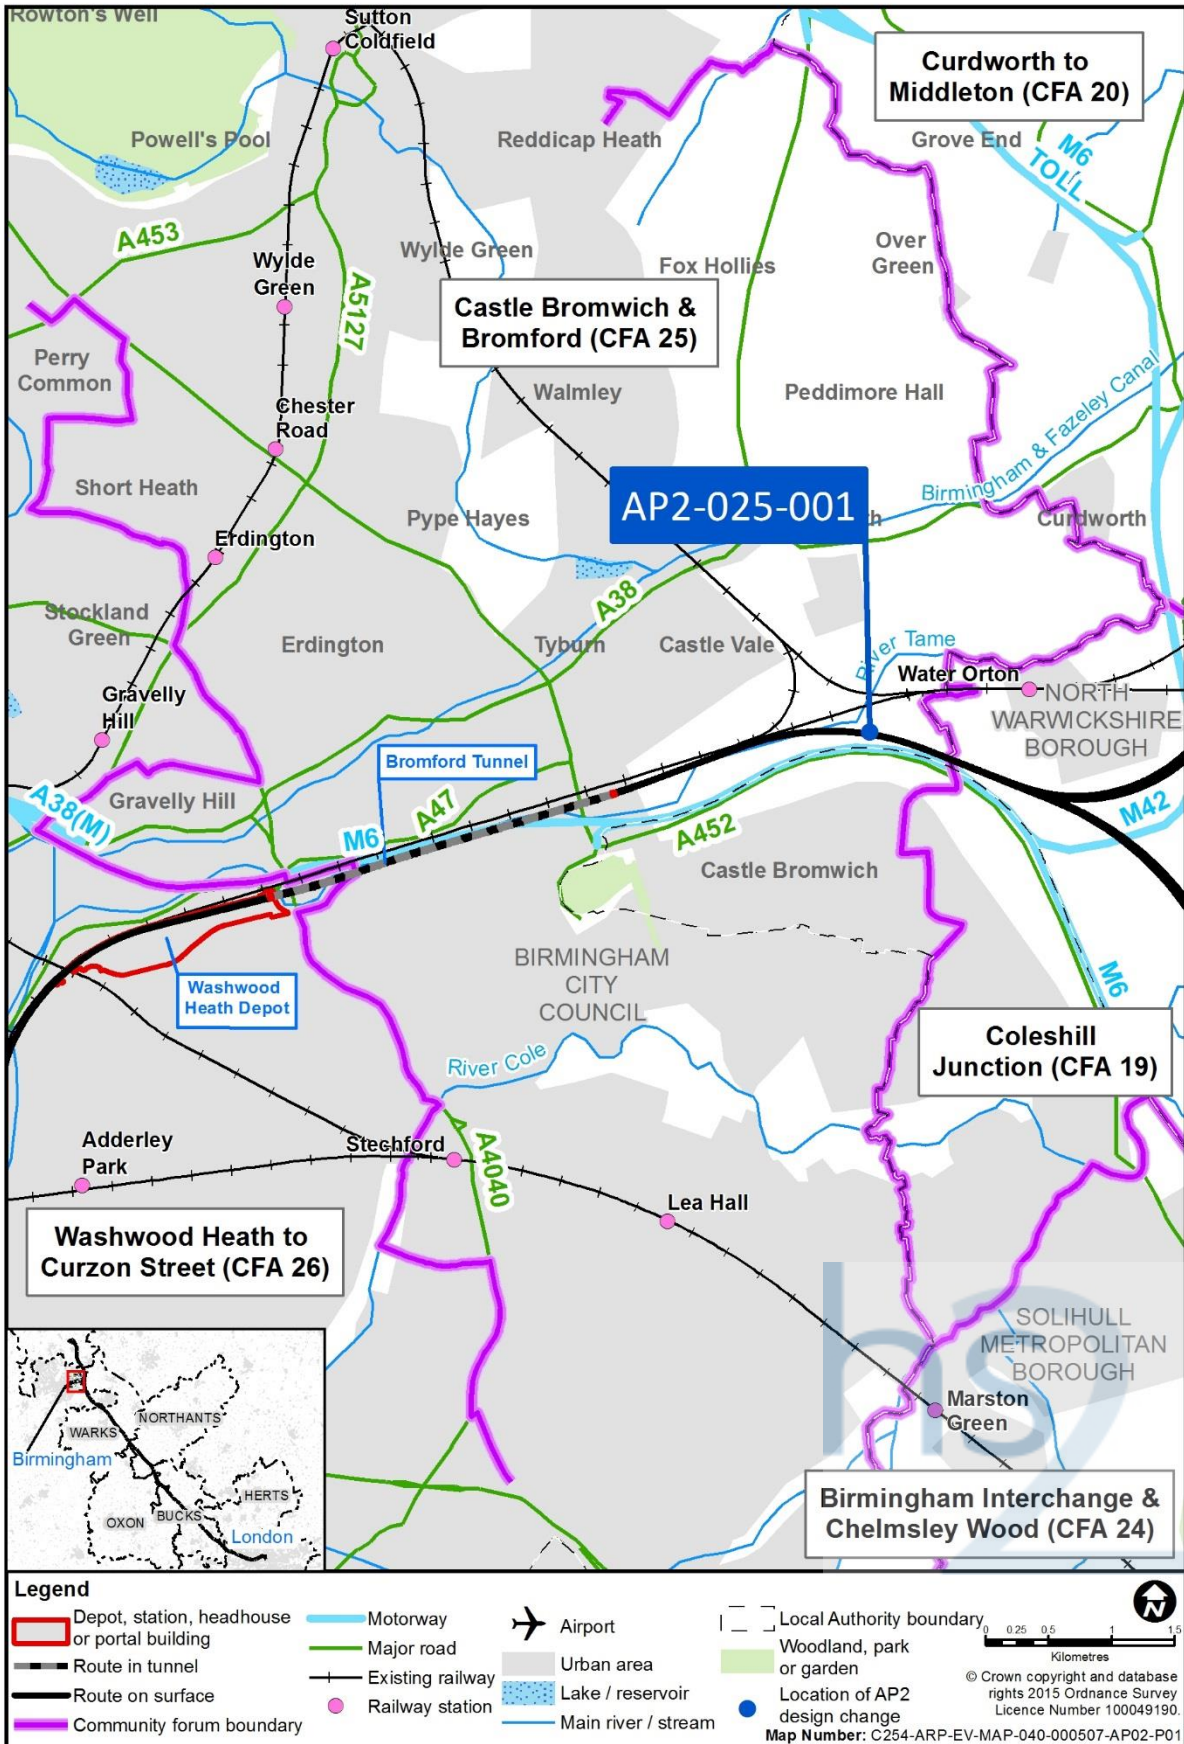 Rowton's Well
Sutton
Coldfield
Curdworth to
Middleton (CFA 20)
Powell's Pool
Reddicap Heath
Grove End
M6
TOLL
A453
Wylde Green
Over
Green
Wylde
Green
Fox Hollies
A5127
Castle Bromwich &
Bromford (CFA 25)
Perry
Common
Walmley
Peddimore Hall
Chester
Road
Birmingham & Fazeley Canal
Short Heath
Pype Hayes
AP2-025-001
Curdworth
Erdington
Stockland
Green
A38
Erdington
Tyburn
Castle Vale
River Tame
Water Orton
Gravelly
Hill
NORTH
WARWICKSHIRE
BOROUGH
Bromford Tunnel
A38(M)
Gravelly Hill
A47
M6
A452
M42
Castle Bromwich
BIRMINGHAM
CITY
COUNCIL
Washwood
Heath Depot
M6
Coleshill
Junction (CFA 19)
River Cole
Adderley
Park
Stechford
A4040
Lea Hall
Washwood Heath to
Curzon Street (CFA 26)
hs2
SOLIHULL
METROPOLITAN
BOROUGH
Marston
Green
NORTHANTS
WARKS
Birmingham
HERTS
OXON
BUCKS
London
Birmingham Interchange &
Chelmsley Wood (CFA 24)
Legend
Depot, station, headhouse
or portal building
Route in tunnel
Route on surface
Community forum boundary
Motorway
Major road
Existing railway
Railway station
Airport
Urban area
Lake / reservoir
Main river / stream
Local Authority boundary
Woodland, park
or garden
Location of AP2
design change
N
0 0.25 0.5 1 1.5
Kilometres
© Crown copyright and database
rights 2015 Ordnance Survey
Licence Number 100049190.
Map Number: C254-ARP-EV-MAP-040-000507-AP02-P01